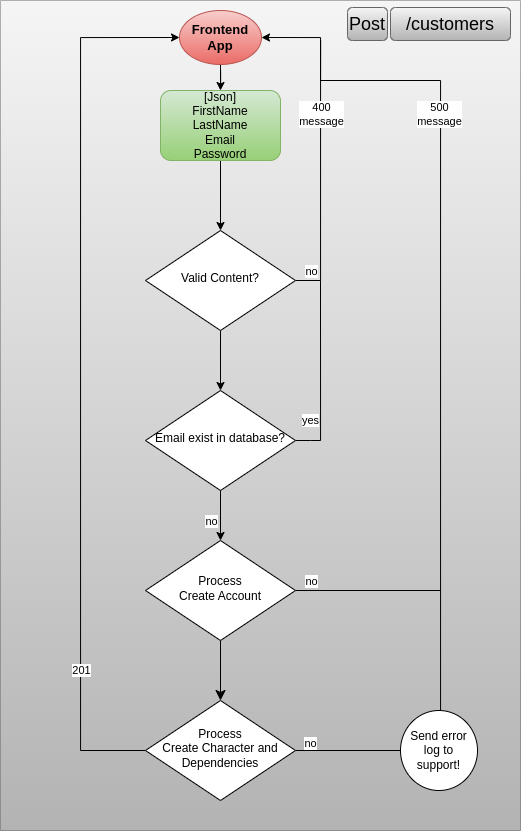 Frontend
App
Post
/customers
[Json]
FirstName
LastName
Email
Password
400
message
500
message
Valid Content?
no
Email exist in database?
yes
no
Process
Create Account
no
201
Process
Create Character and
Dependencies
no
Send error
log to
support!